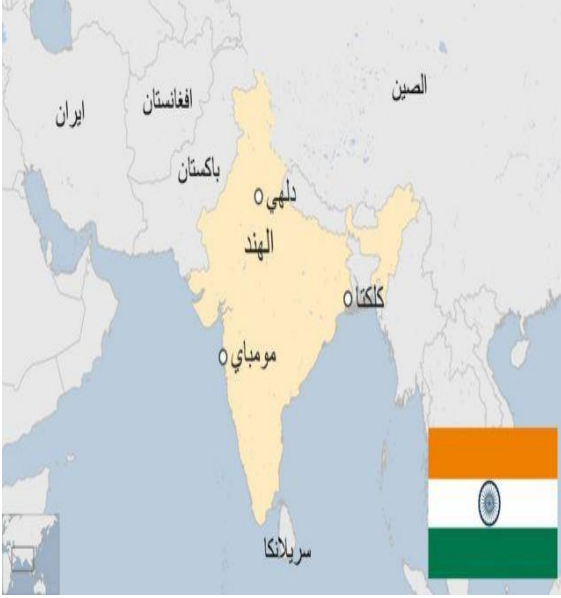 الصين
افغانستان
ايران
باكستان
دلهي
الهند
كلكتا
مومباي
سريلانكا